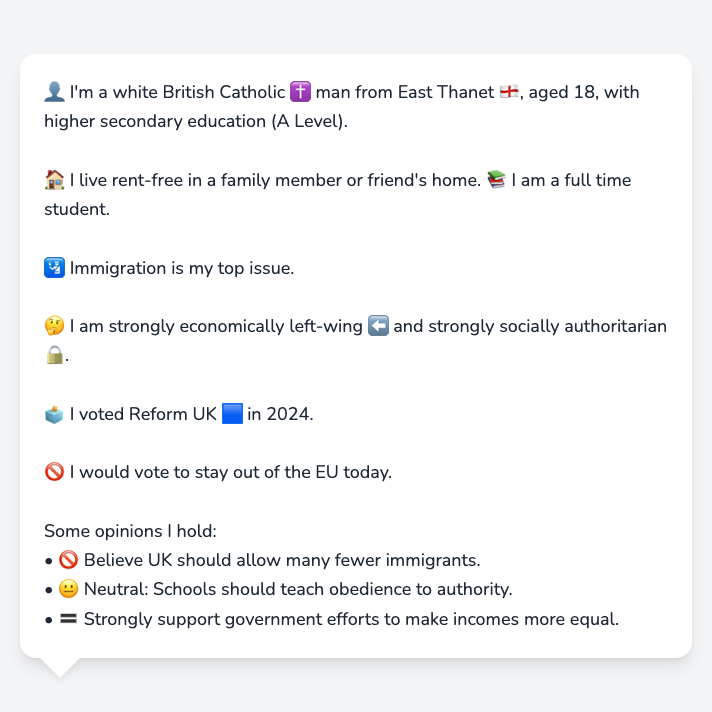 👤 I'm a white British Catholic ✝️ man from East Thanet 🏴󠁧󠁢󠁥󠁮󠁧󠁿, aged 18, with
higher secondary education (A Level).
🏠 I live rent-free in a family member or friend's home. 📚 I am a full time
student.
🛂 Immigration is my top issue.
🤔 I am strongly economically left-wing ⬅️ and strongly socially authoritarian
🔒.
🗳️ I voted Reform UK 🟦 in 2024.
🚫 I would vote to stay out of the EU today.
Some opinions I hold:
• 🚫 Believe UK should allow many fewer immigrants.
• 😐 Neutral: Schools should teach obedience to authority.
• 🟰 Strongly support government efforts to make incomes more equal.